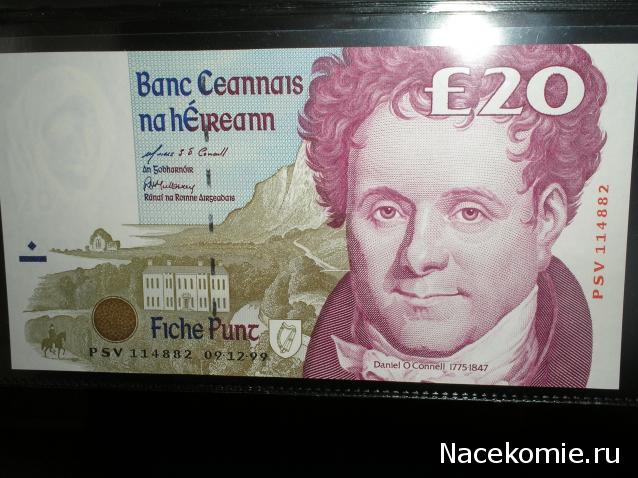 Banc Ceannais
na hÉireann
£20
An Gobharnóir
Rúnaí na Roinne Airgeadais
PSV 114882
Fiche Punt
PSV 114882 09.12.99
Daniel O'Connell 1775-1847
Nacekomie.ru